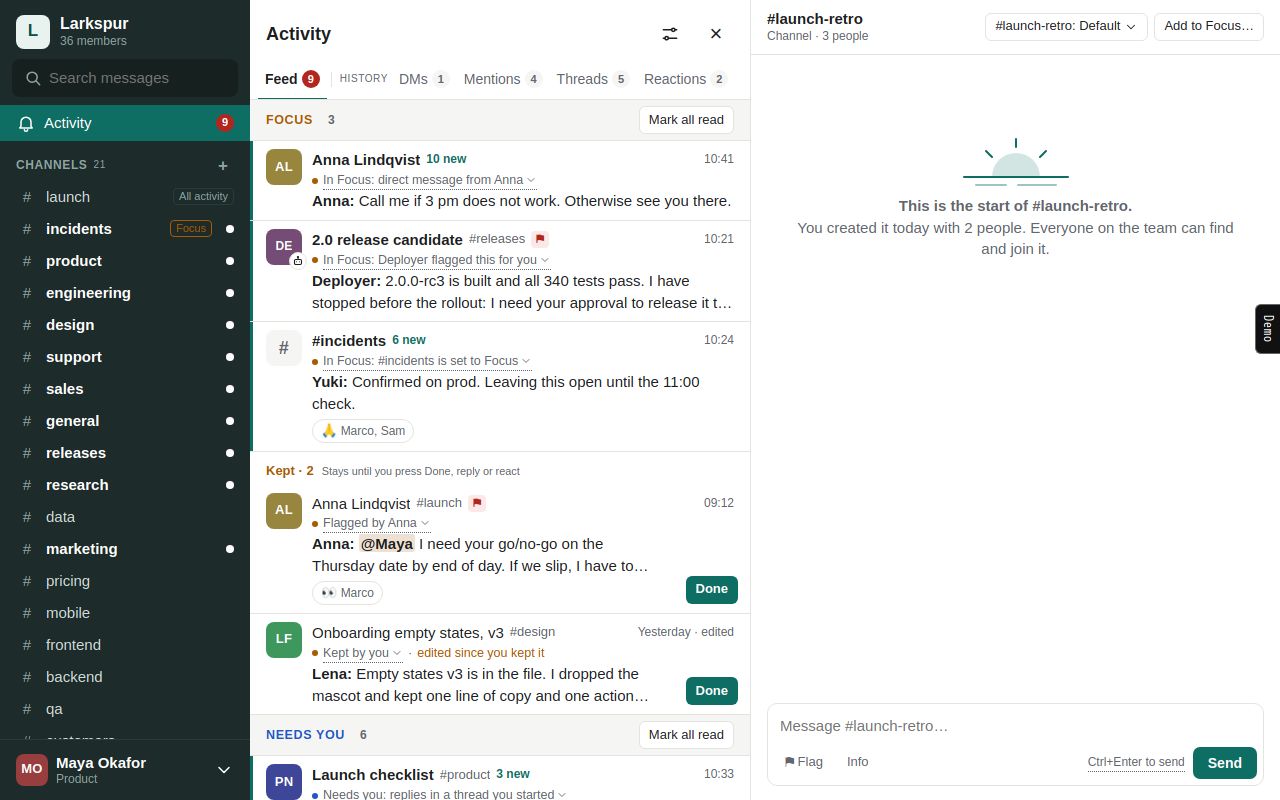 L
Larkspur
36 members
Search messages
Activity
9
CHANNELS 21
+
# launch All activity
# incidents Focus
# product
# engineering
# design
# support
# sales
# general
# releases
# research
# data
# marketing
# pricing
# mobile
# frontend
# backend
# qa
MO
Maya Okafor
Product
Activity
Feed 9 HISTORY DMs 1 Mentions 4 Threads 5 Reactions 2
FOCUS 3 Mark all read
AL
Anna Lindqvist 10 new 10:41
In Focus: direct message from Anna
Anna: Call me if 3 pm does not work. Otherwise see you there.
DE
2.0 release candidate #releases 10:21
In Focus: Deployer flagged this for you
Deployer: 2.0.0-rc3 is built and all 340 tests pass. I have
stopped before the rollout: I need your approval to release it t…
#
#incidents 6 new 10:24
In Focus: #incidents is set to Focus
Yuki: Confirmed on prod. Leaving this open until the 11:00
check.
🙏 Marco, Sam
Kept · 2 Stays until you press Done, reply or react
AL
Anna Lindqvist #launch 09:12
Flagged by Anna
Anna: @Maya I need your go/no-go on the
Thursday date by end of day. If we slip, I have to…
👀 Marco
Done
LF
Onboarding empty states, v3 #design Yesterday · edited
Kept by you · edited since you kept it
Lena: Empty states v3 is in the file. I dropped the
mascot and kept one line of copy and one action…
Done
NEEDS YOU 6 Mark all read
PN
Launch checklist #product 3 new 10:33
Needs you: replies in a thread you started
#launch-retro
Channel · 3 people
#launch-retro: Default
Add to Focus…
This is the start of #launch-retro.
You created it today with 2 people. Everyone on the team can find
and join it.
Demo
Message #launch-retro…
Flag
Info
Ctrl+Enter to send
Send